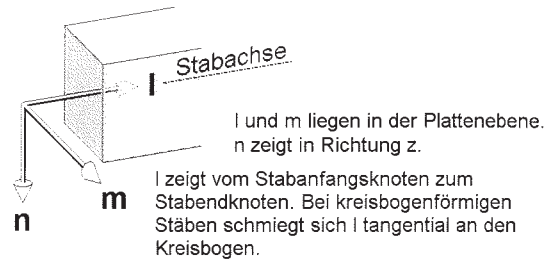 Stabachse
l
l und m liegen in der Plattenebene.
n zeigt in Richtung z.
l zeigt vom Stabanfangsknoten zum
m
Stabendknoten. Bei kreisbogenförmigen
n
Stäben schmiegt sich l tangential an den
Kreisbogen.